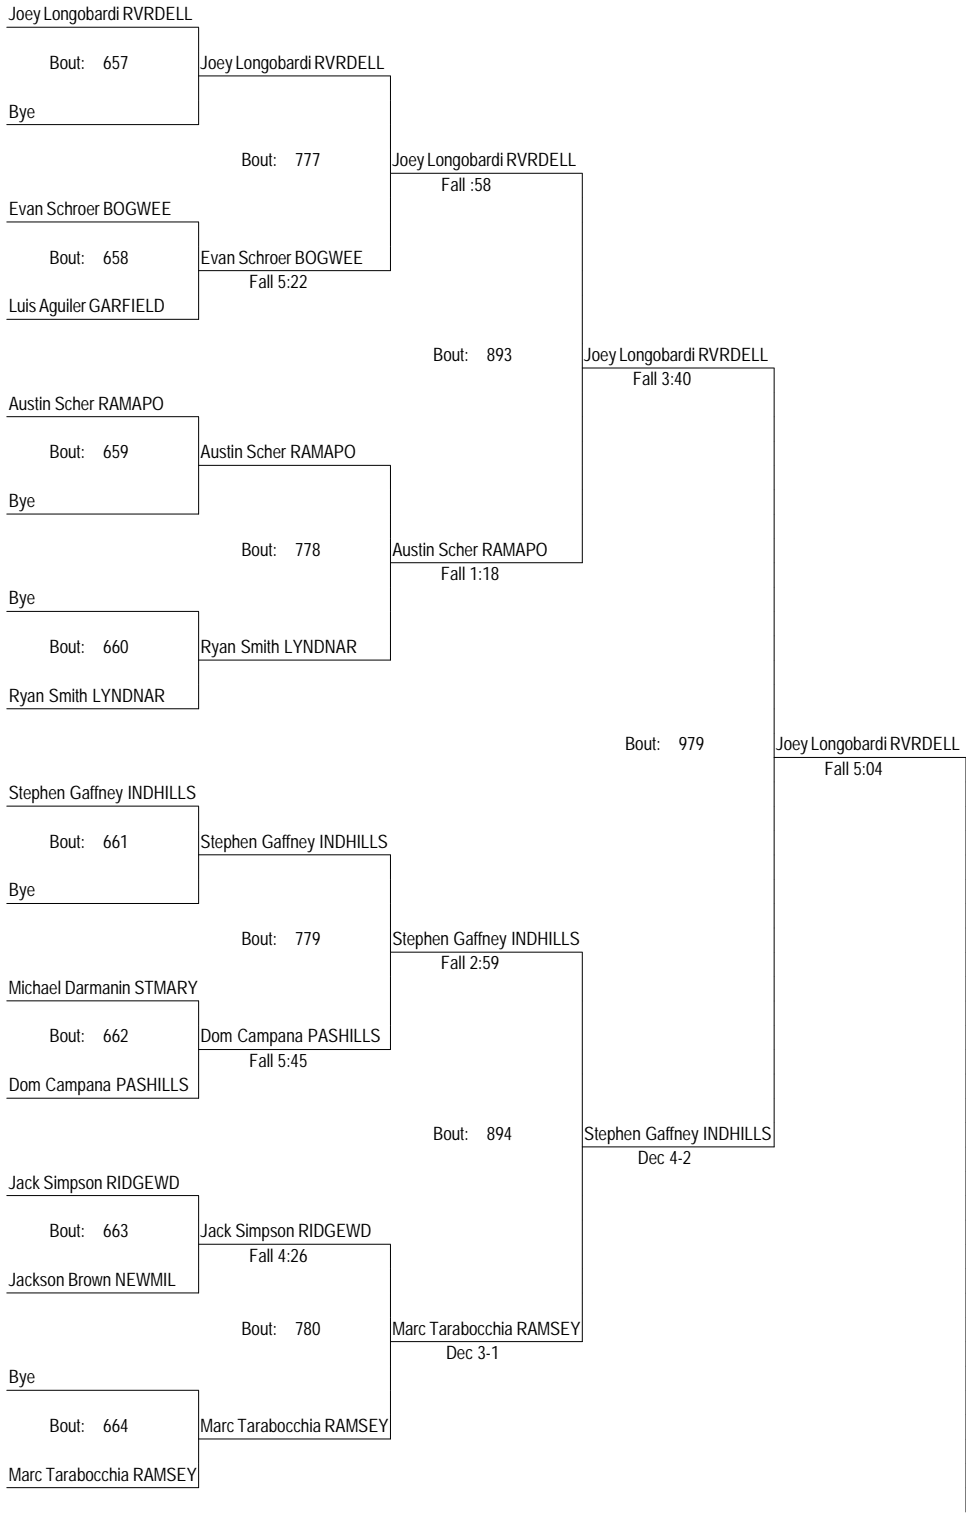 Joey Longobardi RVRDELL
Bout: 657
Joey Longobardi RVRDELL
Bye
Bout: 777
Joey Longobardi RVRDELL
Fall :58
Evan Schroer BOGWEE
Bout: 658
Evan Schroer BOGWEE
Fall 5:22
Luis Aguiler GARFIELD
Bout: 893
Joey Longobardi RVRDELL
Fall 3:40
Austin Scher RAMAPO
Bout: 659
Austin Scher RAMAPO
Bye
Bout: 778
Austin Scher RAMAPO
Fall 1:18
Bye
Bout: 660
Ryan Smith LYNDNAR
Ryan Smith LYNDNAR
Bout: 979
Joey Longobardi RVRDELL
Fall 5:04
Stephen Gaffney INDHILLS
Bout: 661
Stephen Gaffney INDHILLS
Bye
Bout: 779
Stephen Gaffney INDHILLS
Fall 2:59
Michael Darmanin STMARY
Bout: 662
Dom Campana PASHILLS
Fall 5:45
Dom Campana PASHILLS
Bout: 894
Stephen Gaffney INDHILLS
Dec 4-2
Jack Simpson RIDGEWD
Bout: 663
Jack Simpson RIDGEWD
Fall 4:26
Jackson Brown NEWMIL
Bout: 780
Marc Tarabocchia RAMSEY
Dec 3-1
Bye
Bout: 664
Marc Tarabocchia RAMSEY
Marc Tarabocchia RAMSEY